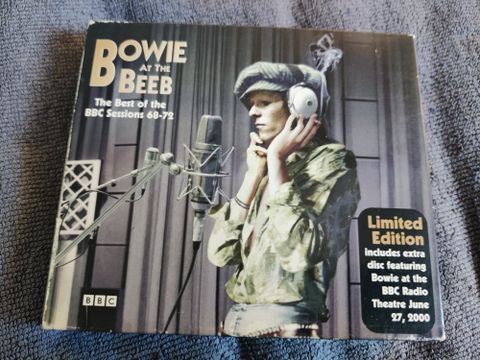 BOWIE
AT THE
BEEB
The Best of the
BBC Sessions 68-72
Limited
Edition
includes extra
disc featuring
Bowie at the
BBC Radio
Theatre June
27, 2000
BBC